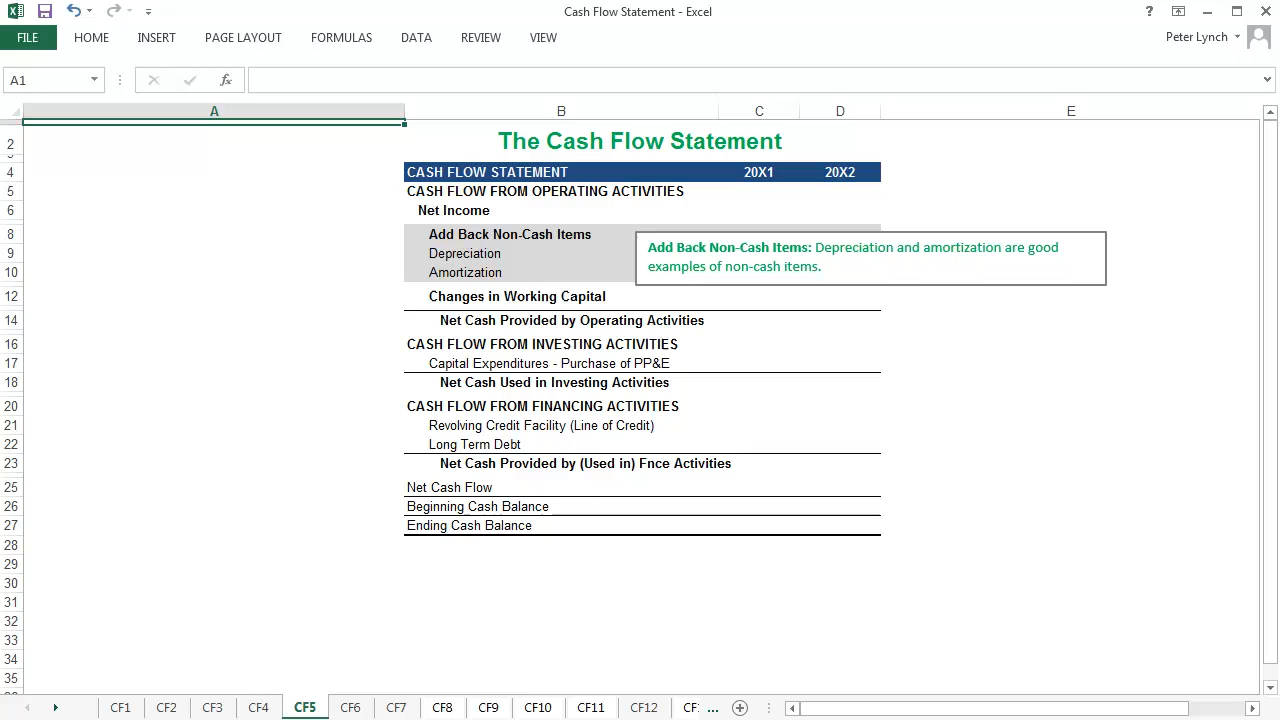 Cash Flow Statement - Excel
FILE HOME INSERT PAGE LAYOUT FORMULAS DATA REVIEW VIEW Peter Lynch
A1 fx
A B C D E
2 The Cash Flow Statement
4 CASH FLOW STATEMENT 20X1 20X2
5 CASH FLOW FROM OPERATING ACTIVITIES
6 Net Income
8 Add Back Non-Cash Items
9 Depreciation
10 Amortization
Add Back Non-Cash Items: Depreciation and amortization are good
examples of non-cash items.
12 Changes in Working Capital
14 Net Cash Provided by Operating Activities
16 CASH FLOW FROM INVESTING ACTIVITIES
17 Capital Expenditures - Purchase of PP&E
18 Net Cash Used in Investing Activities
20 CASH FLOW FROM FINANCING ACTIVITIES
21 Revolving Credit Facility (Line of Credit)
22 Long Term Debt
23 Net Cash Provided by (Used in) Fnce Activities
25 Net Cash Flow
26 Beginning Cash Balance
27 Ending Cash Balance
28
29
30
31
32
33
34
35
CF1 CF2 CF3 CF4 CF5 CF6 CF7 CF8 CF9 CF10 CF11 CF12 ...